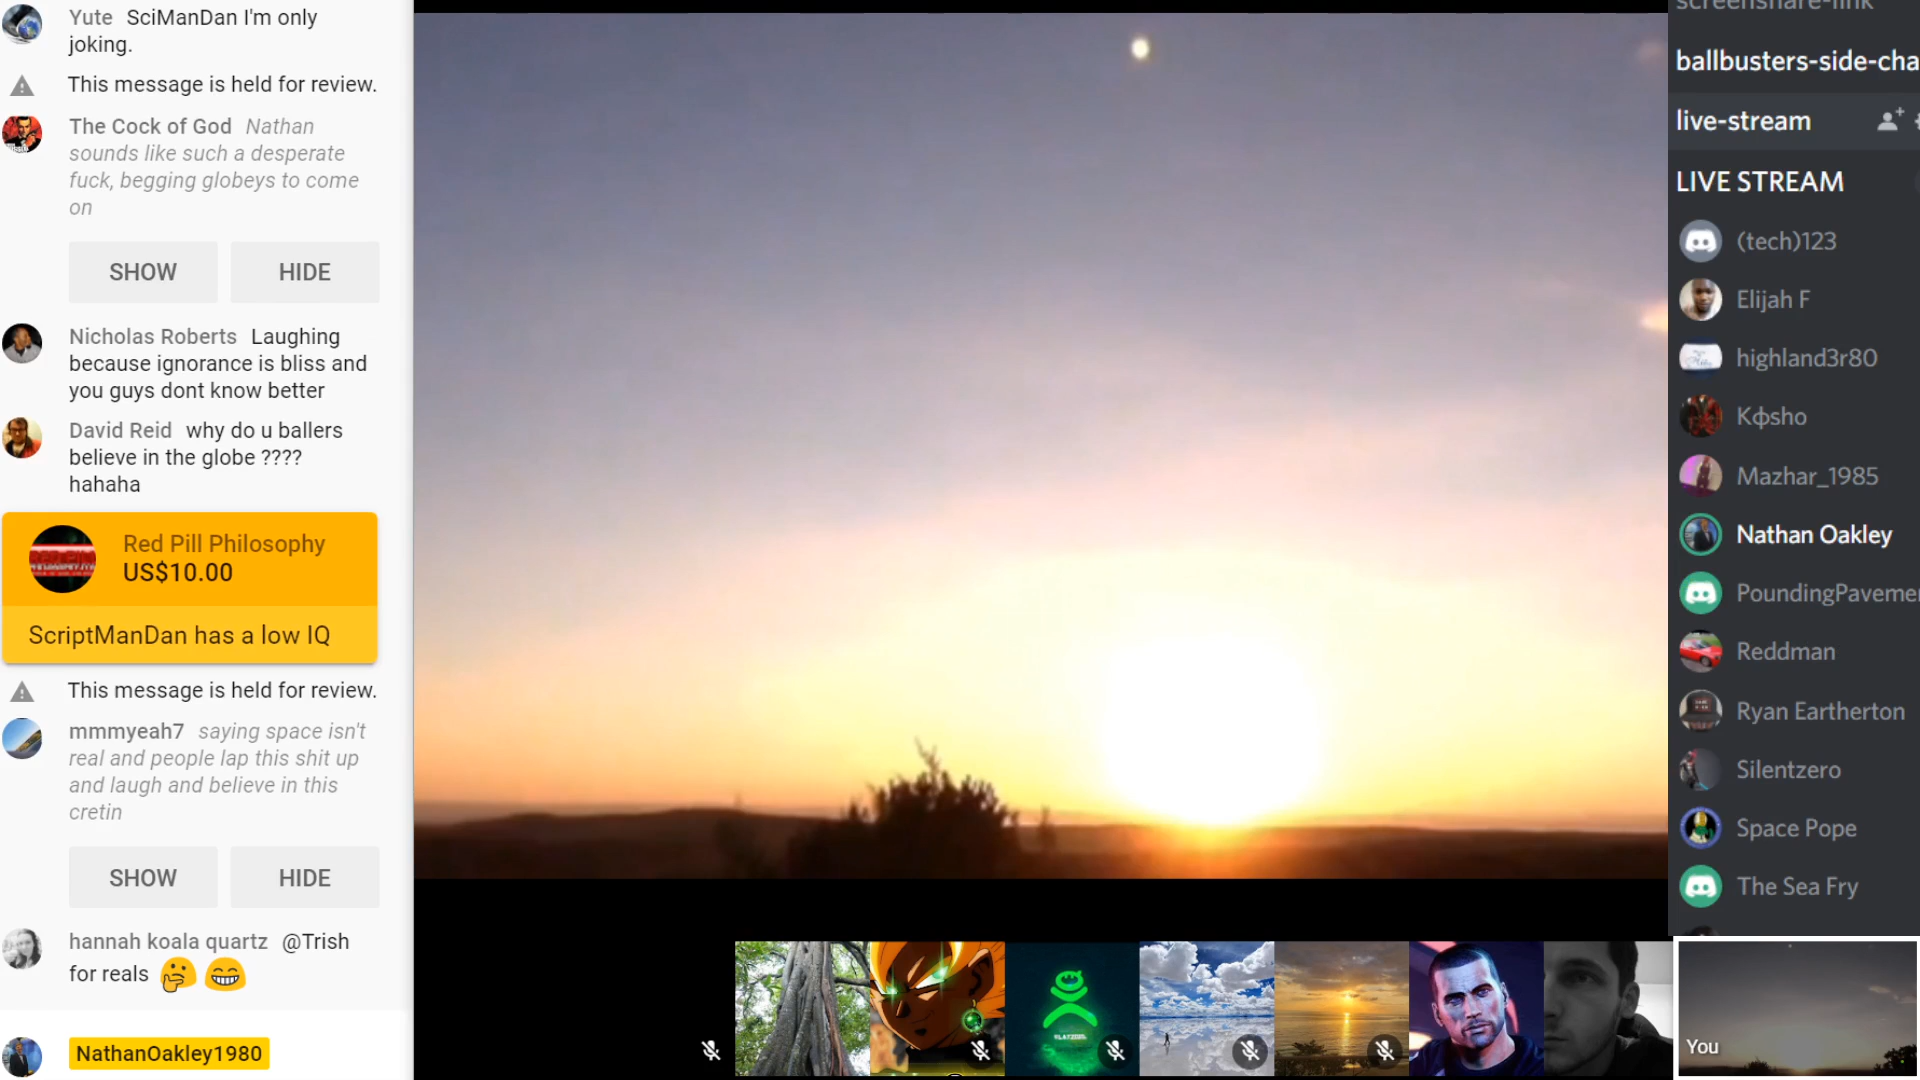 Yute SciManDan I'm only
joking.
This message is held for review.
The Cock of God Nathan
sounds like such a desperate
fuck, begging globeys to come
on
SHOW HIDE
Nicholas Roberts Laughing
because ignorance is bliss and
you guys dont know better
David Reid why do u ballers
believe in the globe ????
hahaha
Red Pill Philosophy
US$10.00
ScriptManDan has a low IQ
This message is held for review.
mmmyeah7 saying space isn't
real and people lap this shit up
and laugh and believe in this
cretin
SHOW HIDE
hannah koala quartz @Trish
for reals 🤔 😁
NathanOakley1980
screenshare-link
ballbusters-side-cha
live-stream
LIVE STREAM
(tech)123
Elijah F
highland3r80
Kфsho
Mazhar_1985
Nathan Oakley
PoundingPaveme
Reddman
Ryan Eartherton
Silentzero
Space Pope
The Sea Fry
You